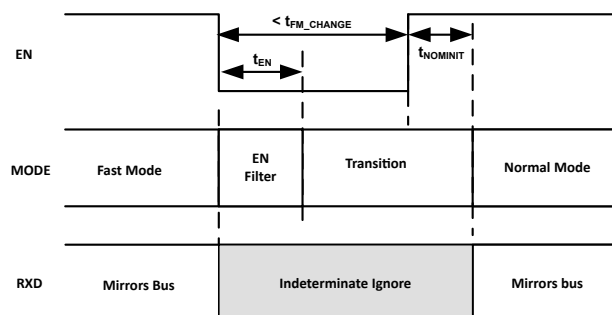 < tFM_CHANGE
EN
tEN
tNOMINIT
MODE
Fast Mode
EN
Filter
Transition
Normal Mode
RXD
Mirrors Bus
Indeterminate Ignore
Mirrors bus